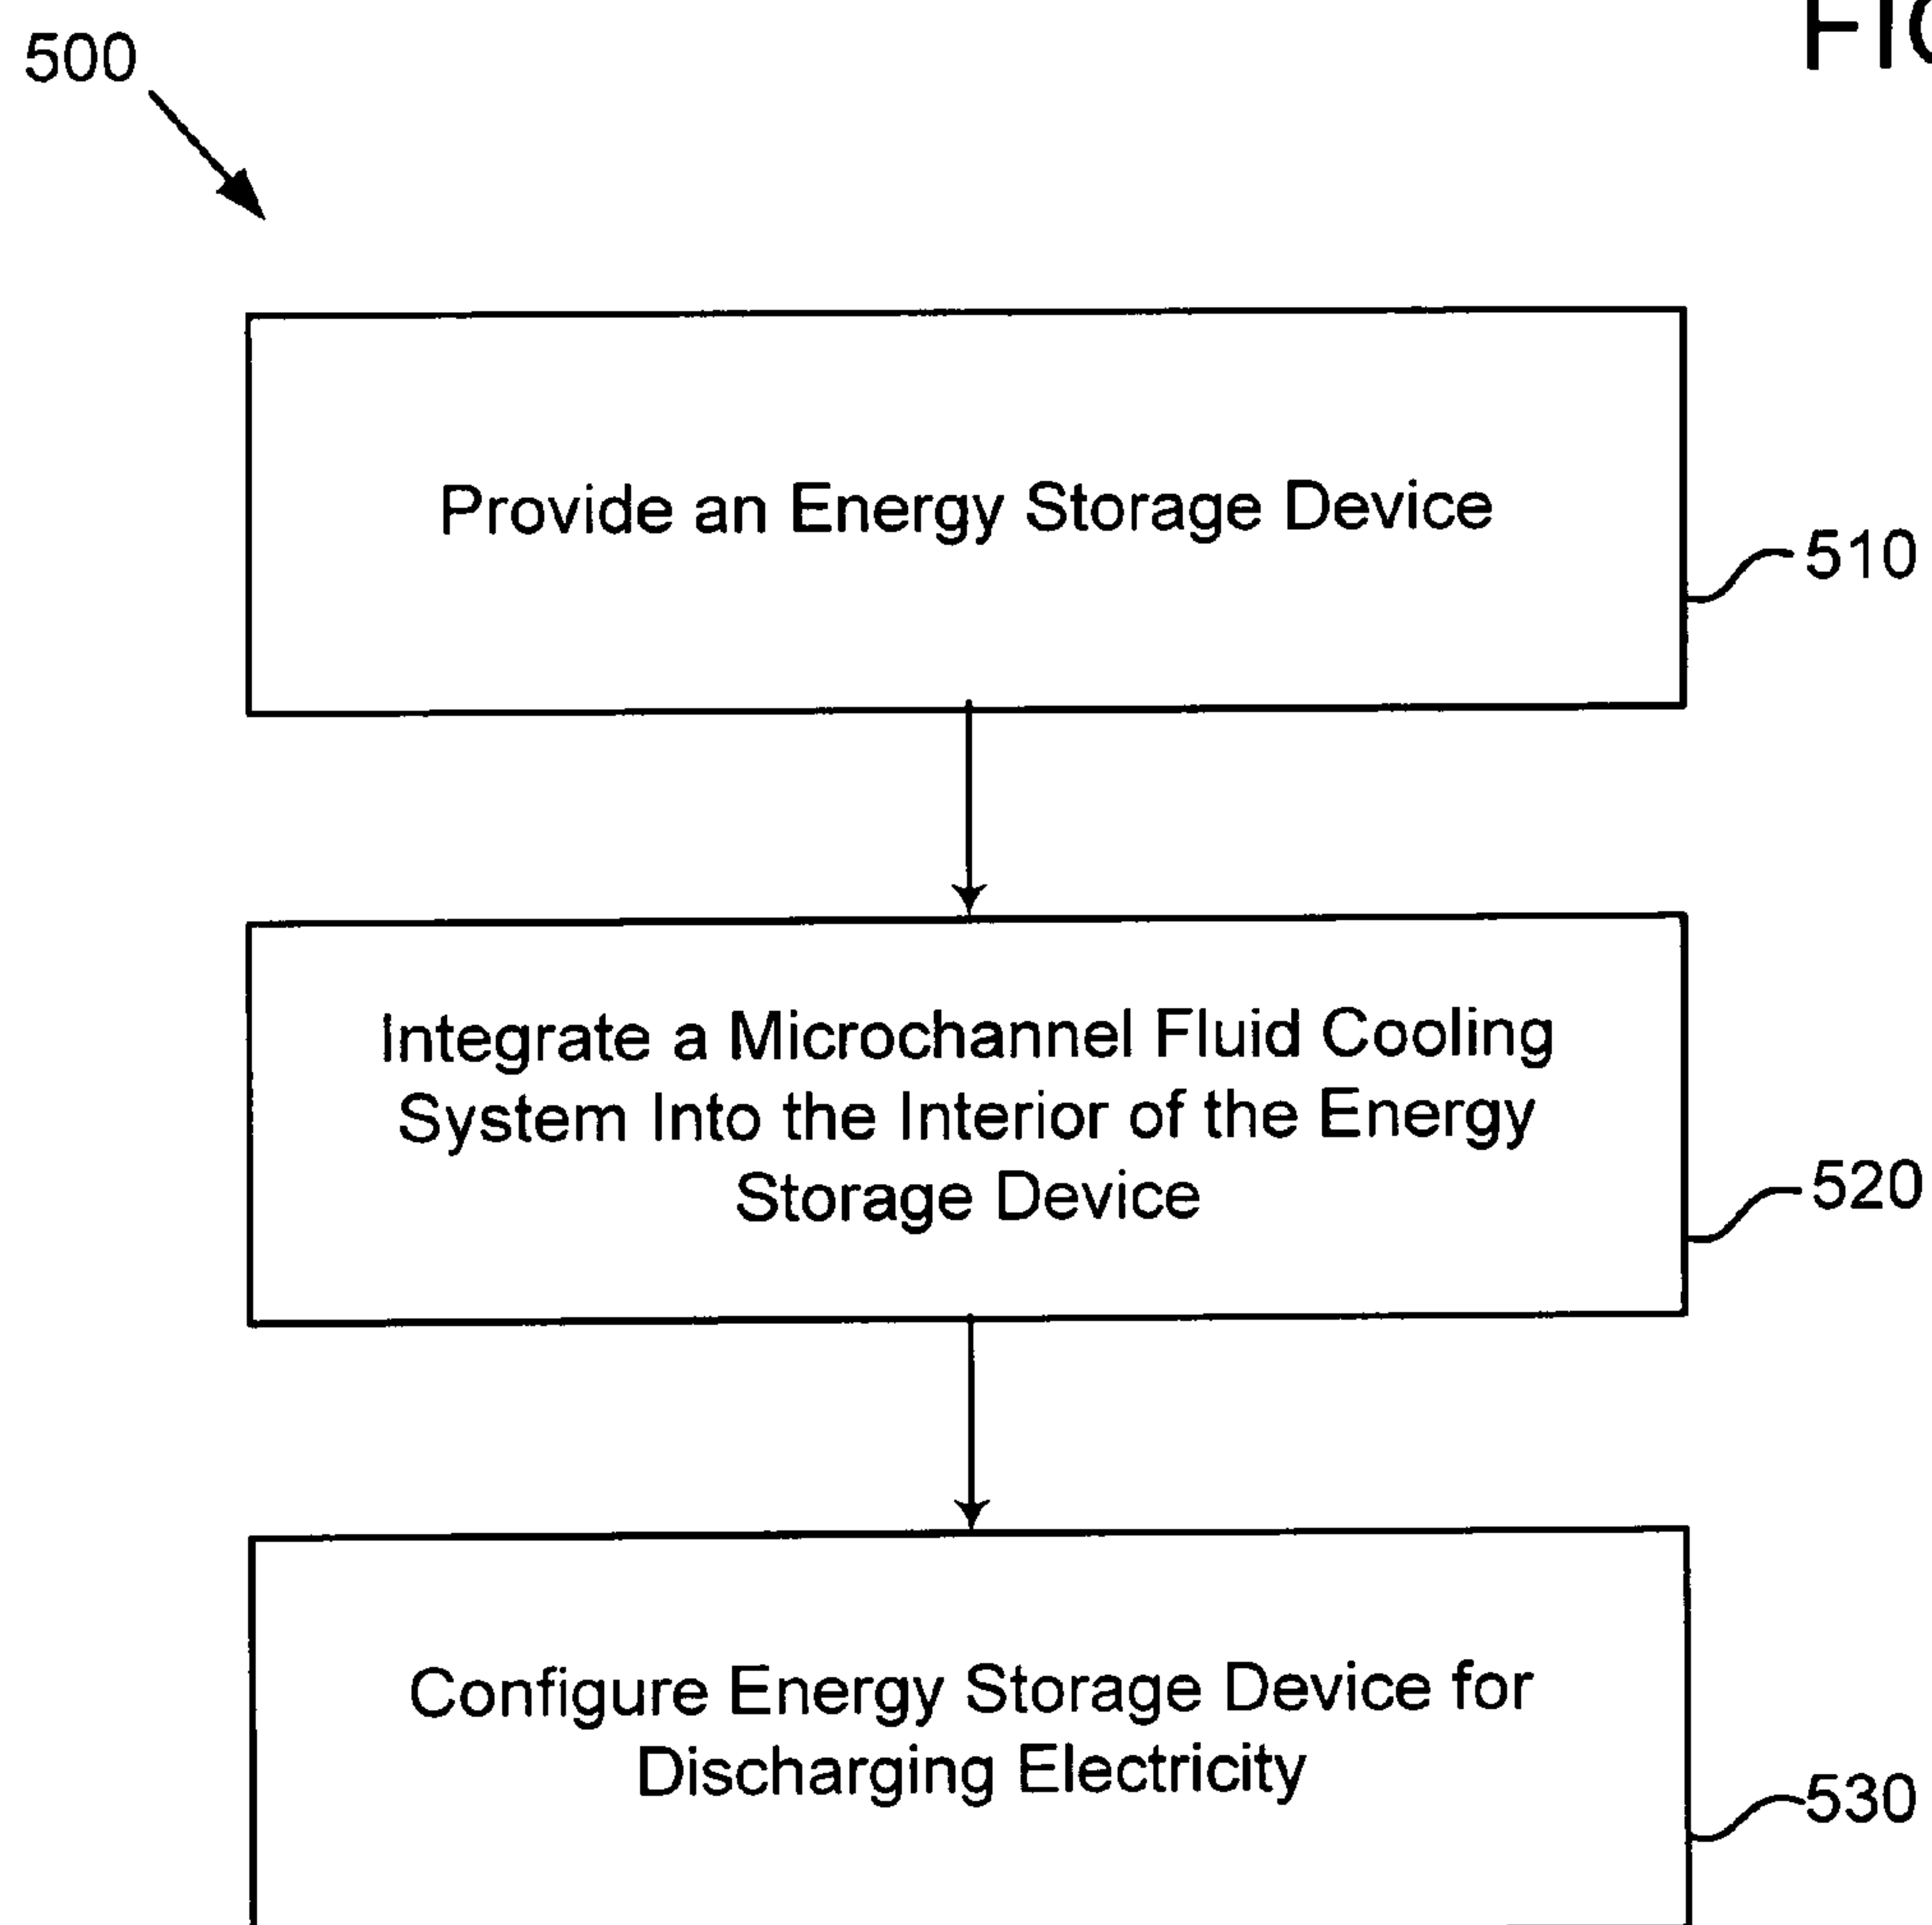 500
FIG
Provide an Energy Storage Device
510
Integrate a Microchannel Fluid Cooling
System Into the Interior of the Energy
Storage Device
520
Configure Energy Storage Device for
Discharging Electricity
530